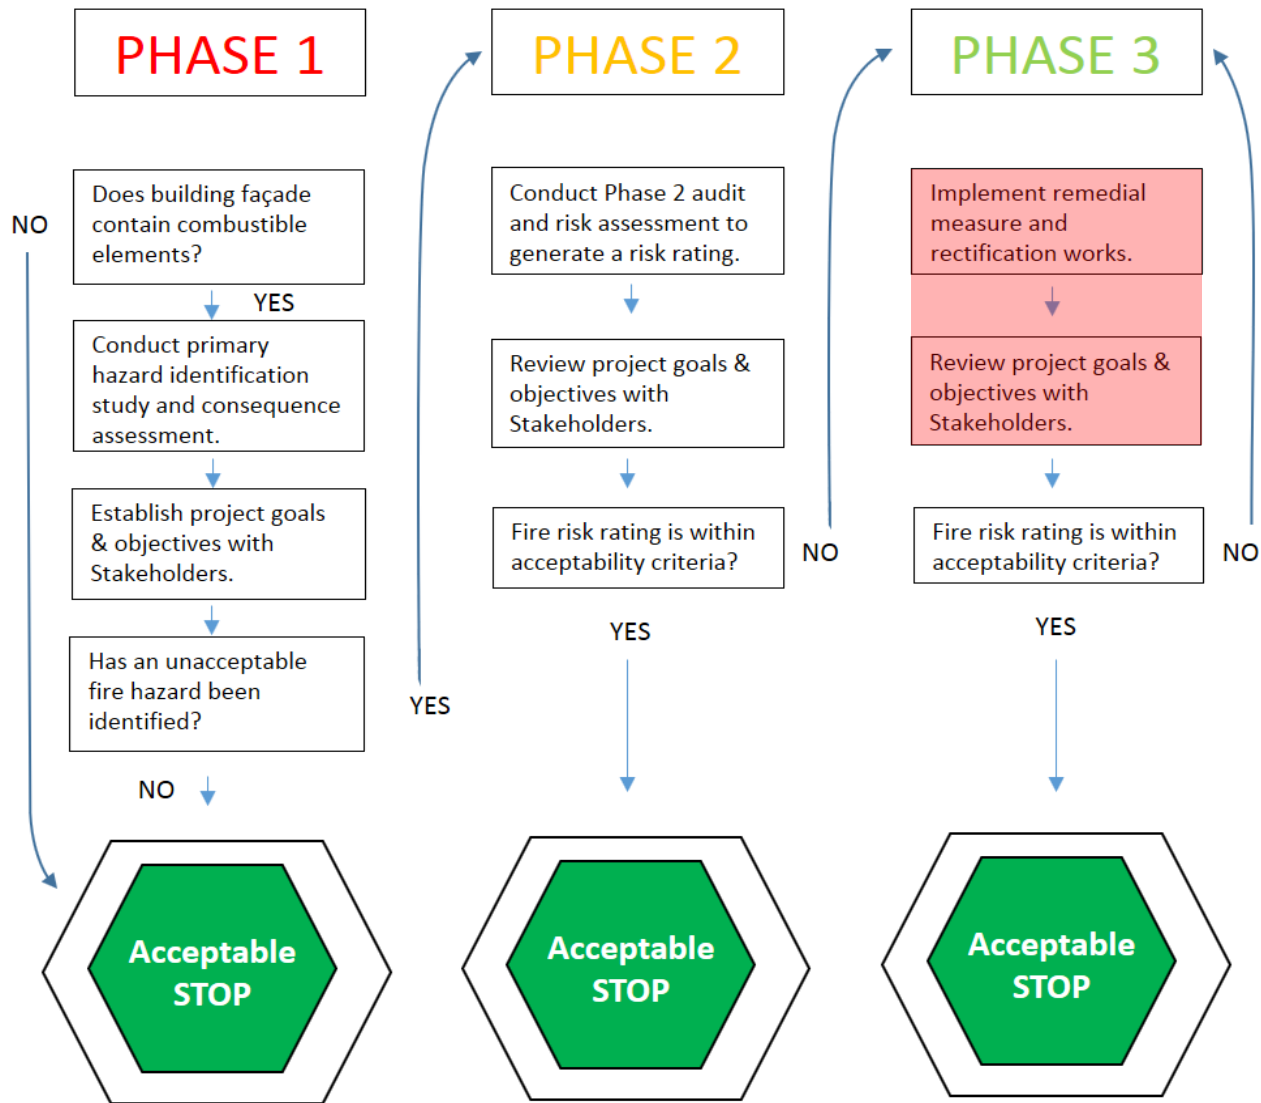 PHASE 1
NO
Does building façade
contain combustible
elements?
YES
Conduct primary
hazard identification
study and consequence
assessment.
Establish project goals
& objectives with
Stakeholders.
Has an unacceptable
fire hazard been
identified?
YES
NO
Acceptable
STOP
PHASE 2
Conduct Phase 2 audit
and risk assessment to
generate a risk rating.
Review project goals &
objectives with
Stakeholders.
Fire risk rating is within
acceptability criteria?
NO
YES
Acceptable
STOP
PHASE 3
Implement remedial
measure and
rectification works.
Review project goals &
objectives with
Stakeholders.
Fire risk rating is within
acceptability criteria?
NO
YES
Acceptable
STOP